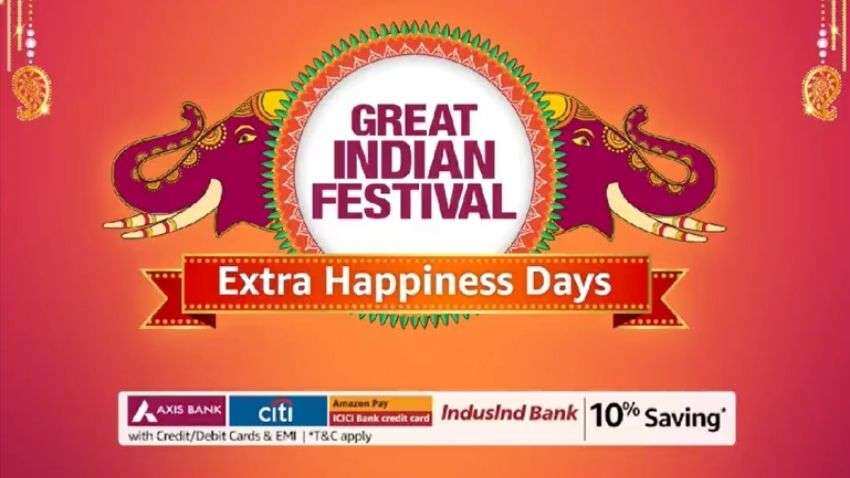 GREAT
INDIAN
FESTIVAL
Extra Happiness Days
AXIS BANK
citi
Amazon Pay
ICICI Bank credit card
IndusInd Bank
10% Saving*
with Credit/Debit Cards & EMI | *T&C apply